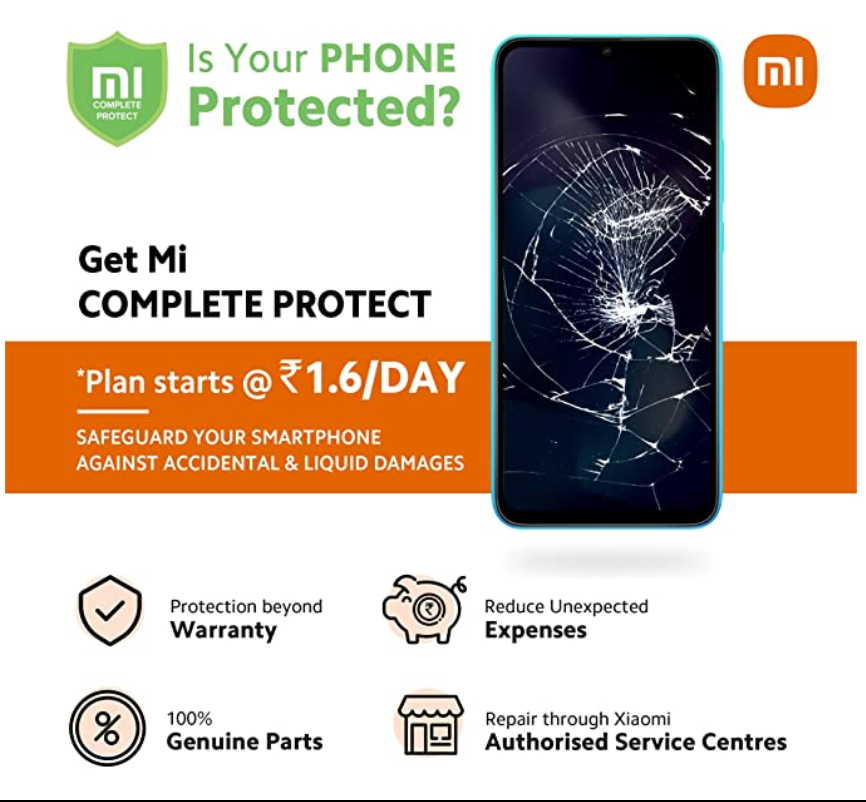 mi
COMPLETE
PROTECT
Is Your PHONE
Protected?
mi
Get Mi
COMPLETE PROTECT
*Plan starts @ ₹1.6/DAY
SAFEGUARD YOUR SMARTPHONE
AGAINST ACCIDENTAL & LIQUID DAMAGES
Protection beyond
Warranty
₹
Reduce Unexpected
Expenses
%
100%
Genuine Parts
Repair through Xiaomi
Authorised Service Centres